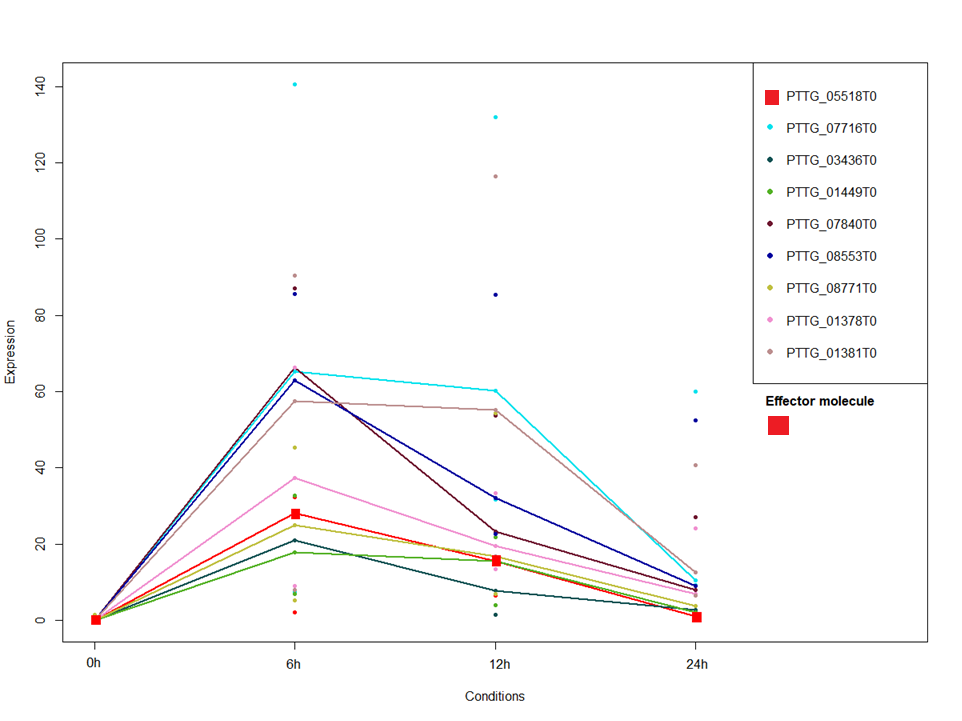 140
120
100
80
60
40
20
0
Expression
0h
6h
12h
24h
Conditions
PTTG_05518T0
PTTG_07716T0
PTTG_03436T0
PTTG_01449T0
PTTG_07840T0
PTTG_08553T0
PTTG_08771T0
PTTG_01378T0
PTTG_01381T0
Effector molecule